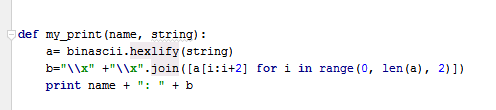 def my_print(name, string):
    a= binascii.hexlify(string)
    b="\\x" +"\\x".join([a[i:i+2] for i in range(0, len(a), 2)])
    print name + ": " + b